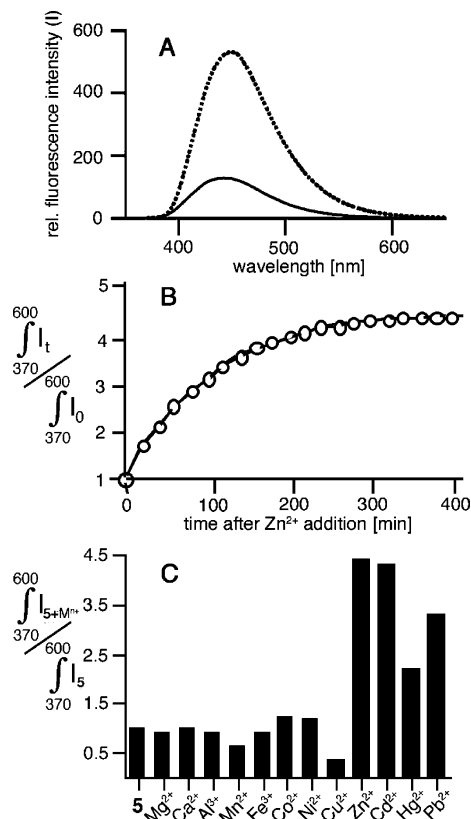 rel. fluorescence intensity (I)
A
600
400
200
0
400 500 600
wavelength [nm]
B
600
∫ I_t
370
600
∫ I_0
370
5
4
3
2
1
0 100 200 300 400
time after Zn²⁺ addition [min]
C
600
∫ I_5+Mⁿ⁺
370
600
∫ I_5
370
4.5
3.5
2.5
1.5
0.5
5 Mg²⁺ Ca²⁺ Al³⁺ Mn²⁺ Fe³⁺ Co²⁺ Ni²⁺ Cu²⁺ Zn²⁺ Cd²⁺ Hg²⁺ Pb²⁺